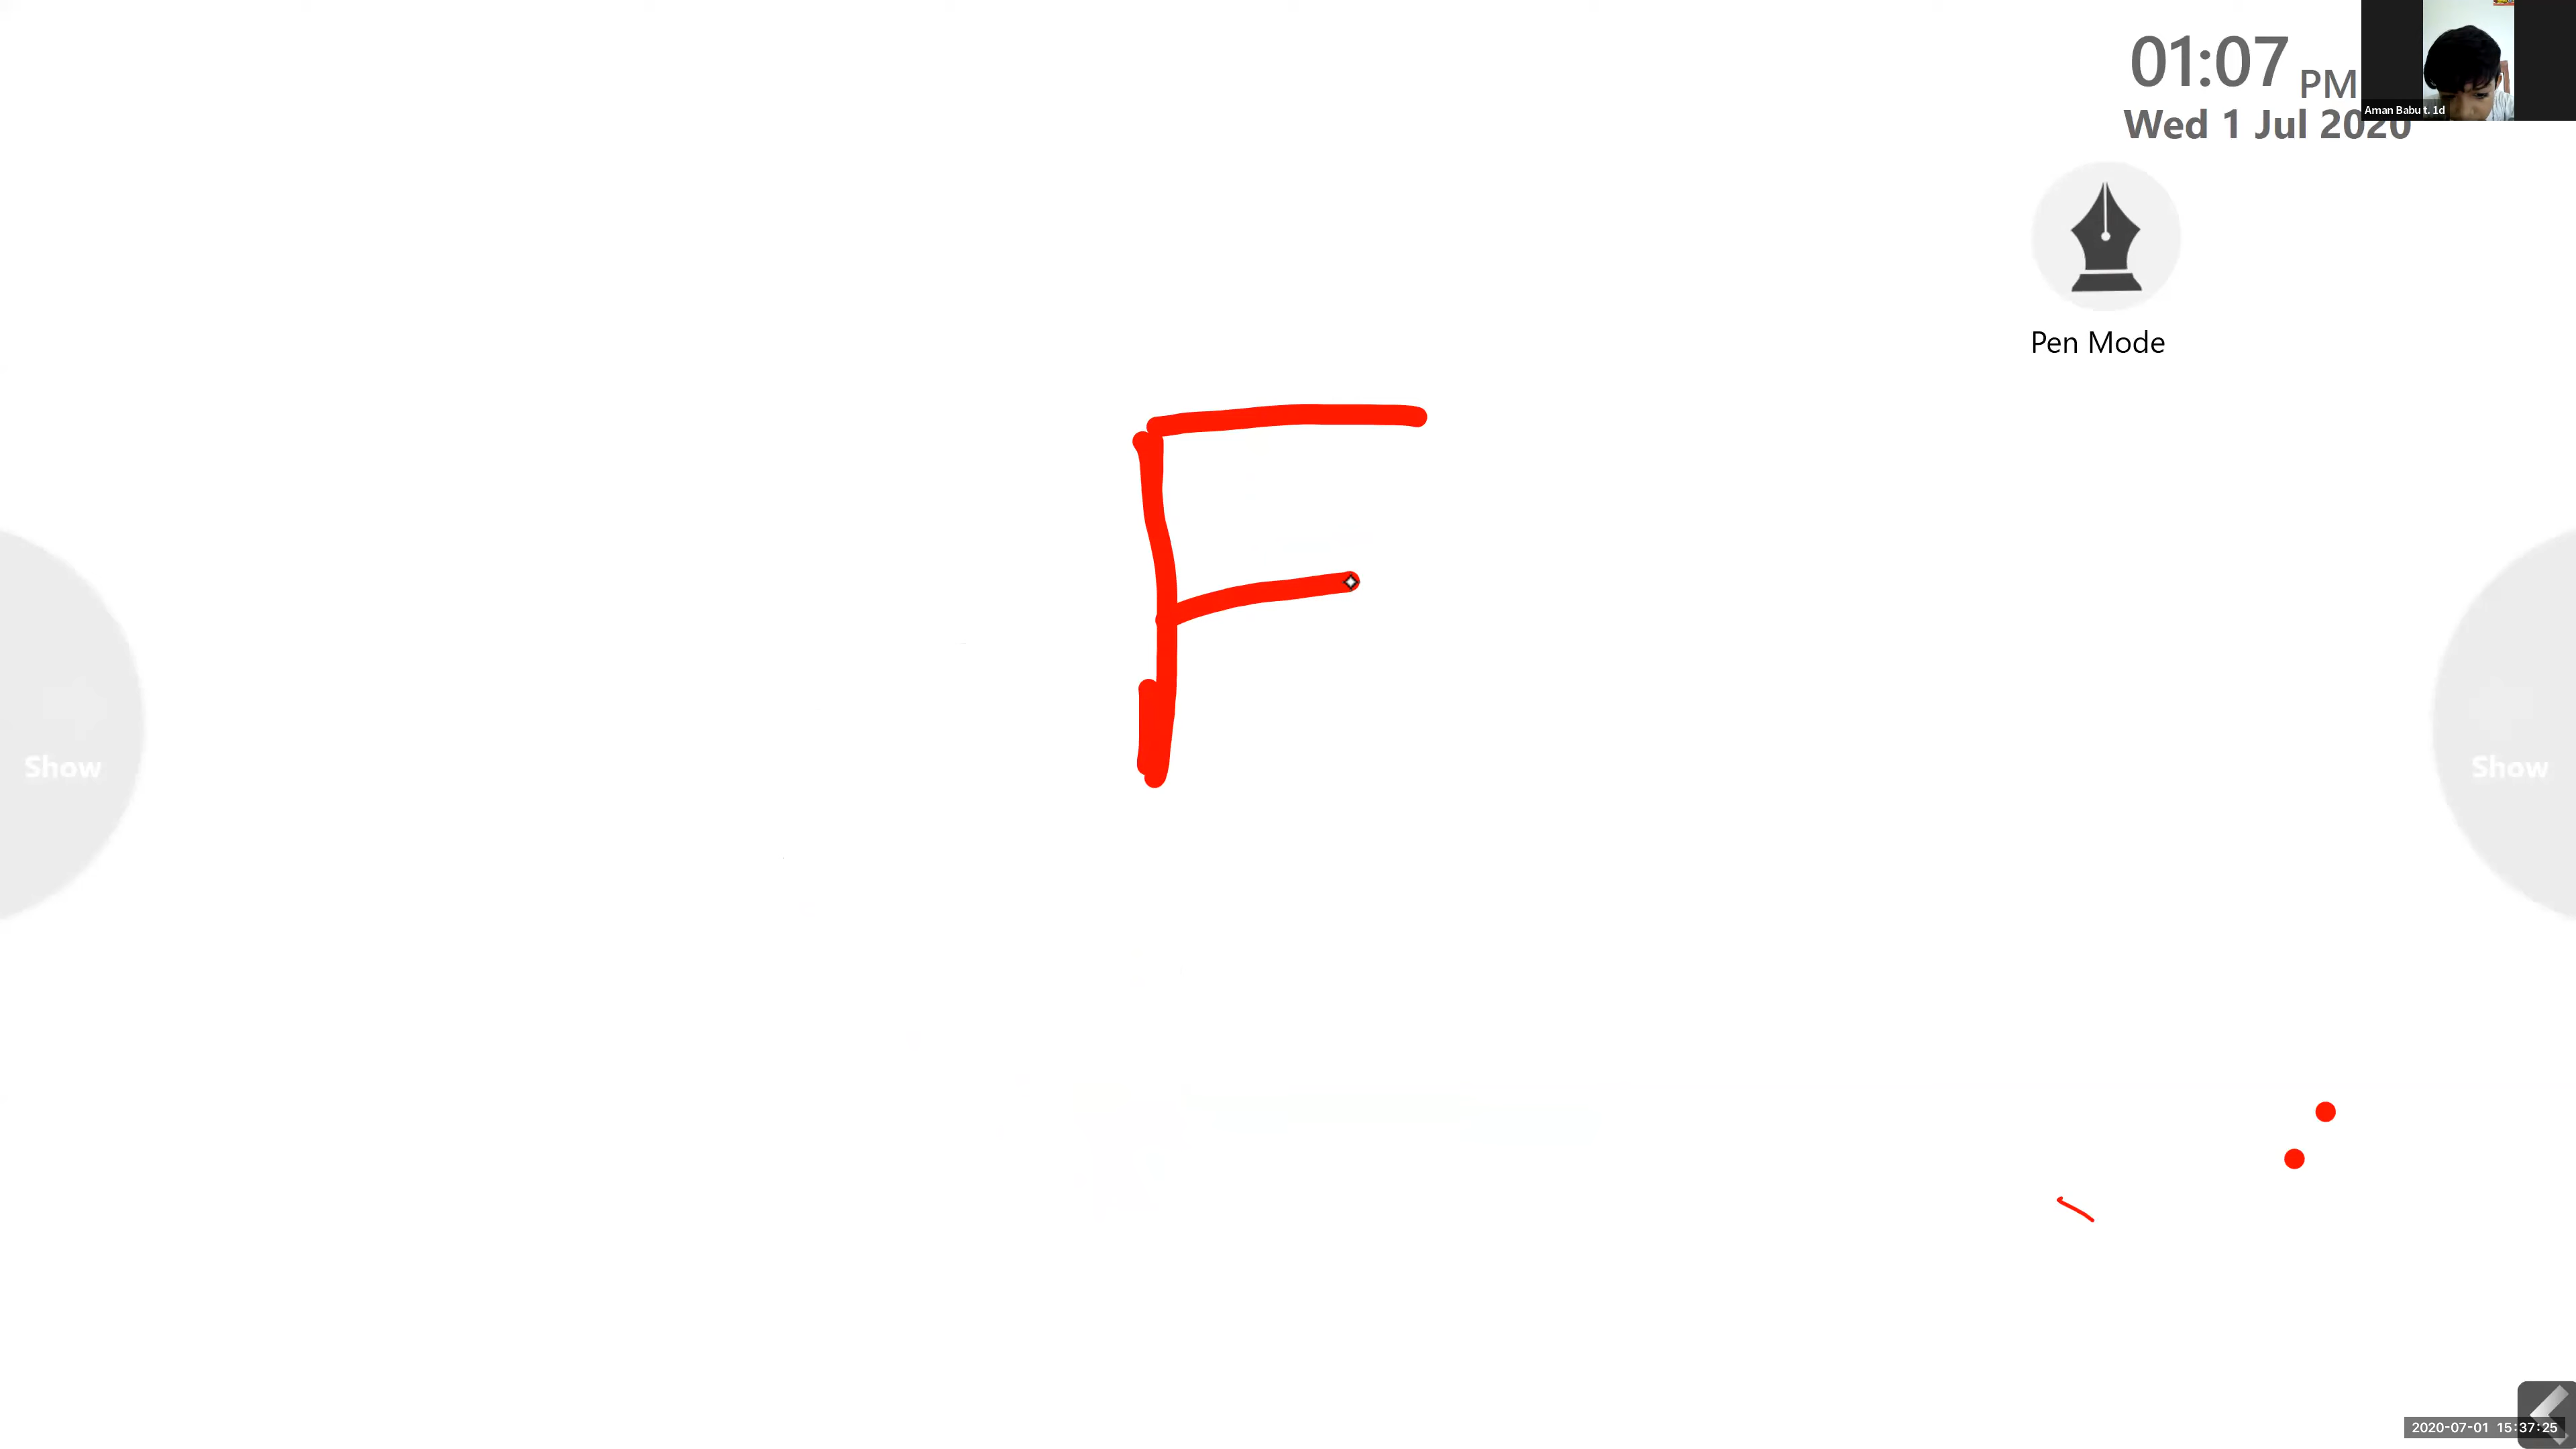 01:07 PM
Wed 1 Jul 2020
Aman Babu t. 1d
Pen Mode
F
Show
Show
2020-07-01 15:37:25